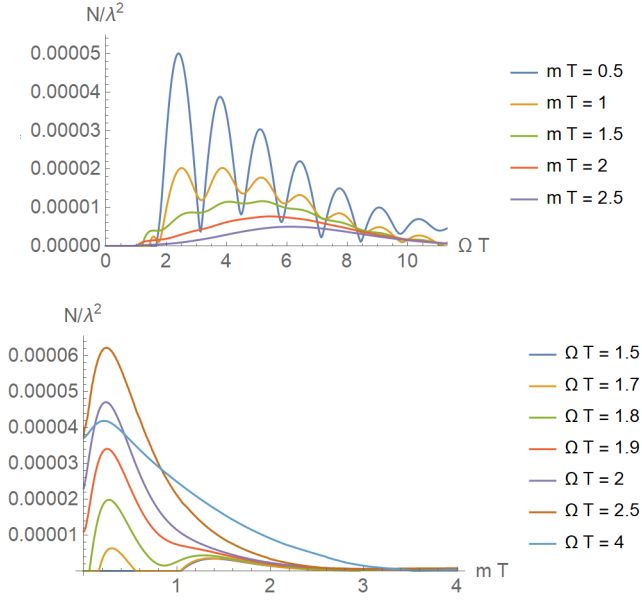 N/λ²
0.00005
0.00004
0.00003
0.00002
0.00001
0.00000
0 2 4 6 8 10 Ω T
m T = 0.5
m T = 1
m T = 1.5
m T = 2
m T = 2.5
N/λ²
0.00006
0.00005
0.00004
0.00003
0.00002
0.00001
1 2 3 4 m T
Ω T = 1.5
Ω T = 1.7
Ω T = 1.8
Ω T = 1.9
Ω T = 2
Ω T = 2.5
Ω T = 4